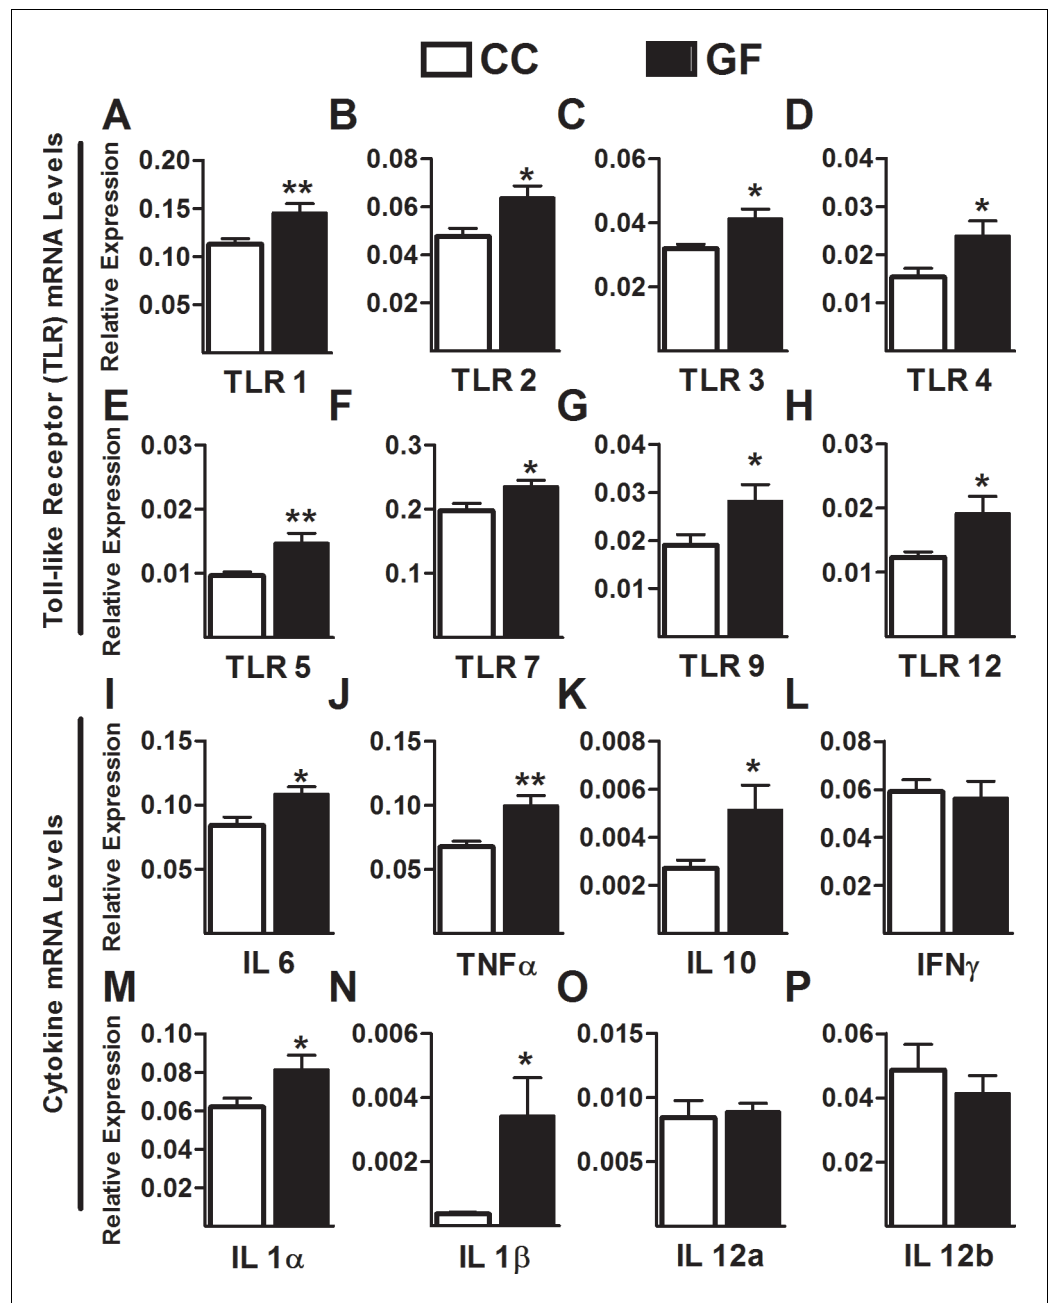 CC GF
A B C D
Toll-like Receptor (TLR) mRNA Levels
Relative Expression
0.20
0.15
0.10
0.05
**
TLR 1
0.08
0.06
0.04
0.02
*
TLR 2
0.06
0.04
0.02
*
TLR 3
0.04
0.03
0.02
0.01
*
TLR 4
E F G H
Relative Expression
0.03
0.02
0.01
**
TLR 5
0.3
0.2
0.1
*
TLR 7
0.04
0.03
0.02
0.01
*
TLR 9
0.03
0.02
0.01
*
TLR 12
I J K L
Cytokine mRNA Levels
Relative Expression
0.15
0.10
0.05
*
IL 6
0.15
0.10
0.05
**
TNFα
0.008
0.006
0.004
0.002
*
IL 10
0.08
0.06
0.04
0.02
IFNγ
M N O P
Relative Expression
0.10
0.08
0.06
0.04
0.02
*
IL 1α
0.006
0.004
0.002
*
IL 1β
0.015
0.010
0.005
IL 12a
0.06
0.04
0.02
IL 12b